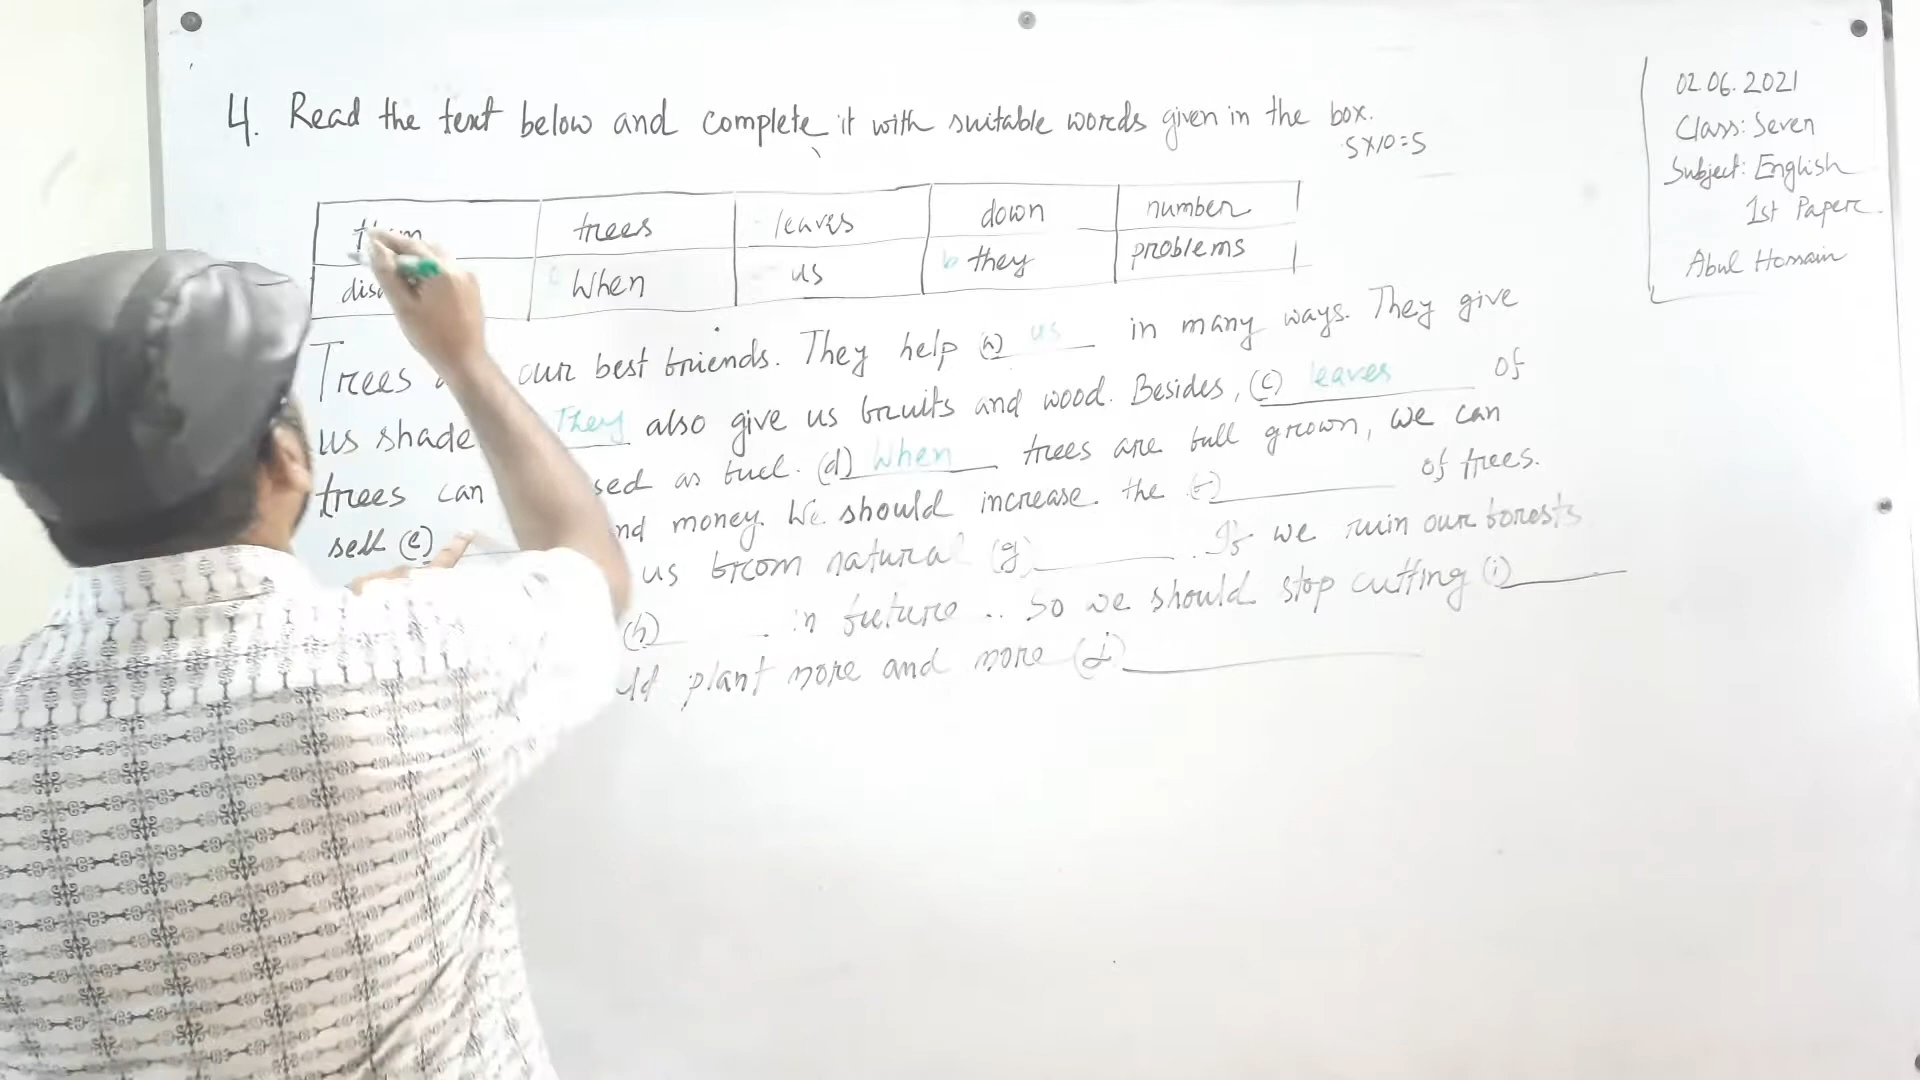 4. Read the text below and complete it with suitable words given in the box.
5x10=5
them trees leaves down number
When us b they problems
Trees our best friends. They help (a) us in many ways. They give
us shade They also give us fruits and wood. Besides, (c) leaves of
trees can sed as fuel. (d) When trees are full grown, we can
sell (e) nd money. We should increase the (f) of trees.
us from natural (g) . If we ruin our forests
(h) in future .. So we should stop cutting (i)
ld plant more and more (j)
02.06.2021
Class: Seven
Subject: English
1st Paper.
Abul Hossain